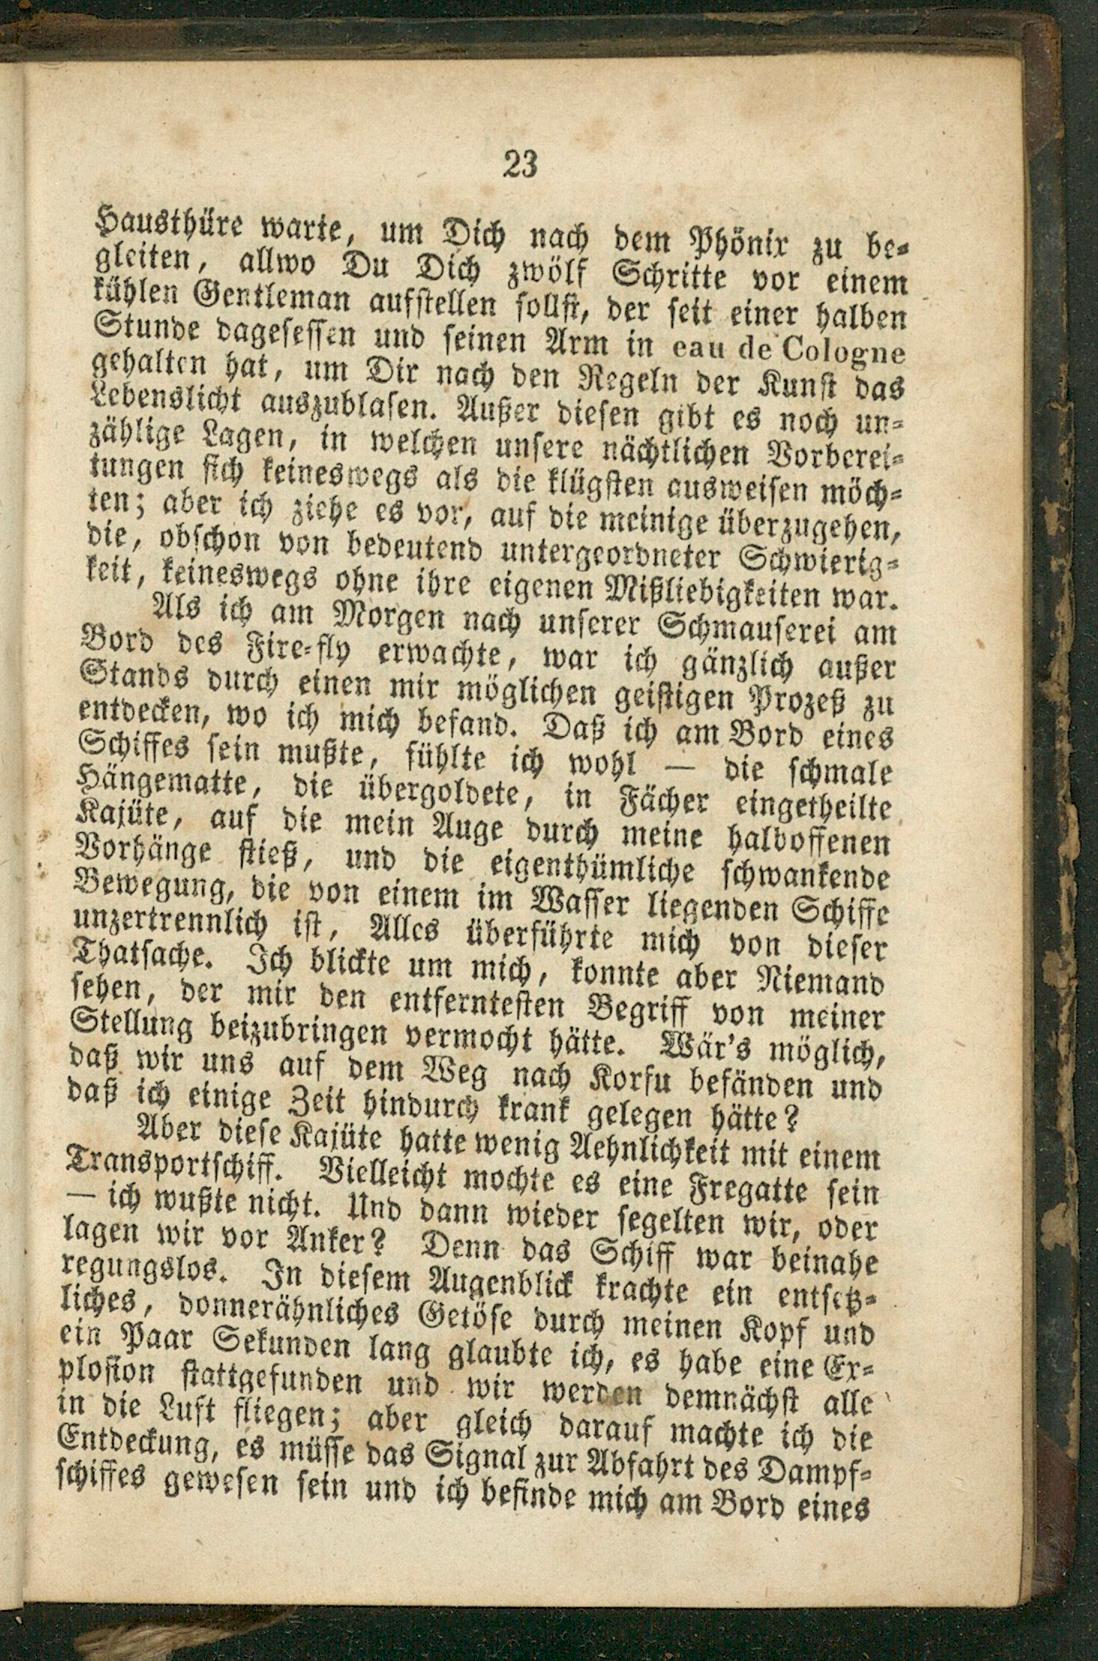 23
Hausthüre warte, um Dich nach dem Phönix zu be-
gleiten, allwo Du Dich zwölf Schritte vor einem
kühlen Gentleman aufstellen sollst, der seit einer halben
Stunde dagesessen und seinen Arm in eau de Cologne
gehalten hat, um Dir nach den Regeln der Kunst das
Lebenslicht auszublasen. Außer diesen gibt es noch un-
zählige Lagen, in welchen unsere nächtlichen Vorberei-
tungen sich keineswegs als die klügsten ausweisen möch-
ten; aber ich ziehe es vor, auf die meinige überzugehen,
die, obschon von bedeutend untergeordneter Schwierig-
keit, keineswegs ohne ihre eigenen Mißliebigkeiten war.
Als ich am Morgen nach unserer Schmauserei am
Bord des Fire-fly erwachte, war ich gänzlich außer
Stands durch einen mir möglichen geistigen Prozeß zu
entdecken, wo ich mich befand. Daß ich am Bord eines
Schiffes sein mußte, fühlte ich wohl — die schmale
Hängematte, die übergoldete, in Fächer eingetheilte
Kajüte, auf die mein Auge durch meine halboffenen
Vorhänge stieß, und die eigenthümliche schwankende
Bewegung, die von einem im Wasser liegenden Schiffe
unzertrennlich ist, Alles überführte mich von dieser
Thatsache. Ich blickte um mich, konnte aber Niemand
sehen, der mir den entferntesten Begriff von meiner
Stellung beizubringen vermocht hätte. Wär's möglich,
daß wir uns auf dem Weg nach Korfu befänden und
daß ich einige Zeit hindurch krank gelegen hätte?
Aber diese Kajüte hatte wenig Aehnlichkeit mit einem
Transportschiff. Vielleicht mochte es eine Fregatte sein
— ich wußte nicht. Und dann wieder segelten wir, oder
lagen wir vor Anker? Denn das Schiff war beinahe
regungslos. In diesem Augenblick krachte ein entsetz-
liches, donnerähnliches Getöse durch meinen Kopf und
ein Paar Sekunden lang glaubte ich, es habe eine Ex-
plosion stattgefunden und wir werden demnächst alle
in die Luft fliegen; aber gleich darauf machte ich die
Entdeckung, es müsse das Signal zur Abfahrt des Dampf-
schiffes gewesen sein und ich befinde mich am Bord eines